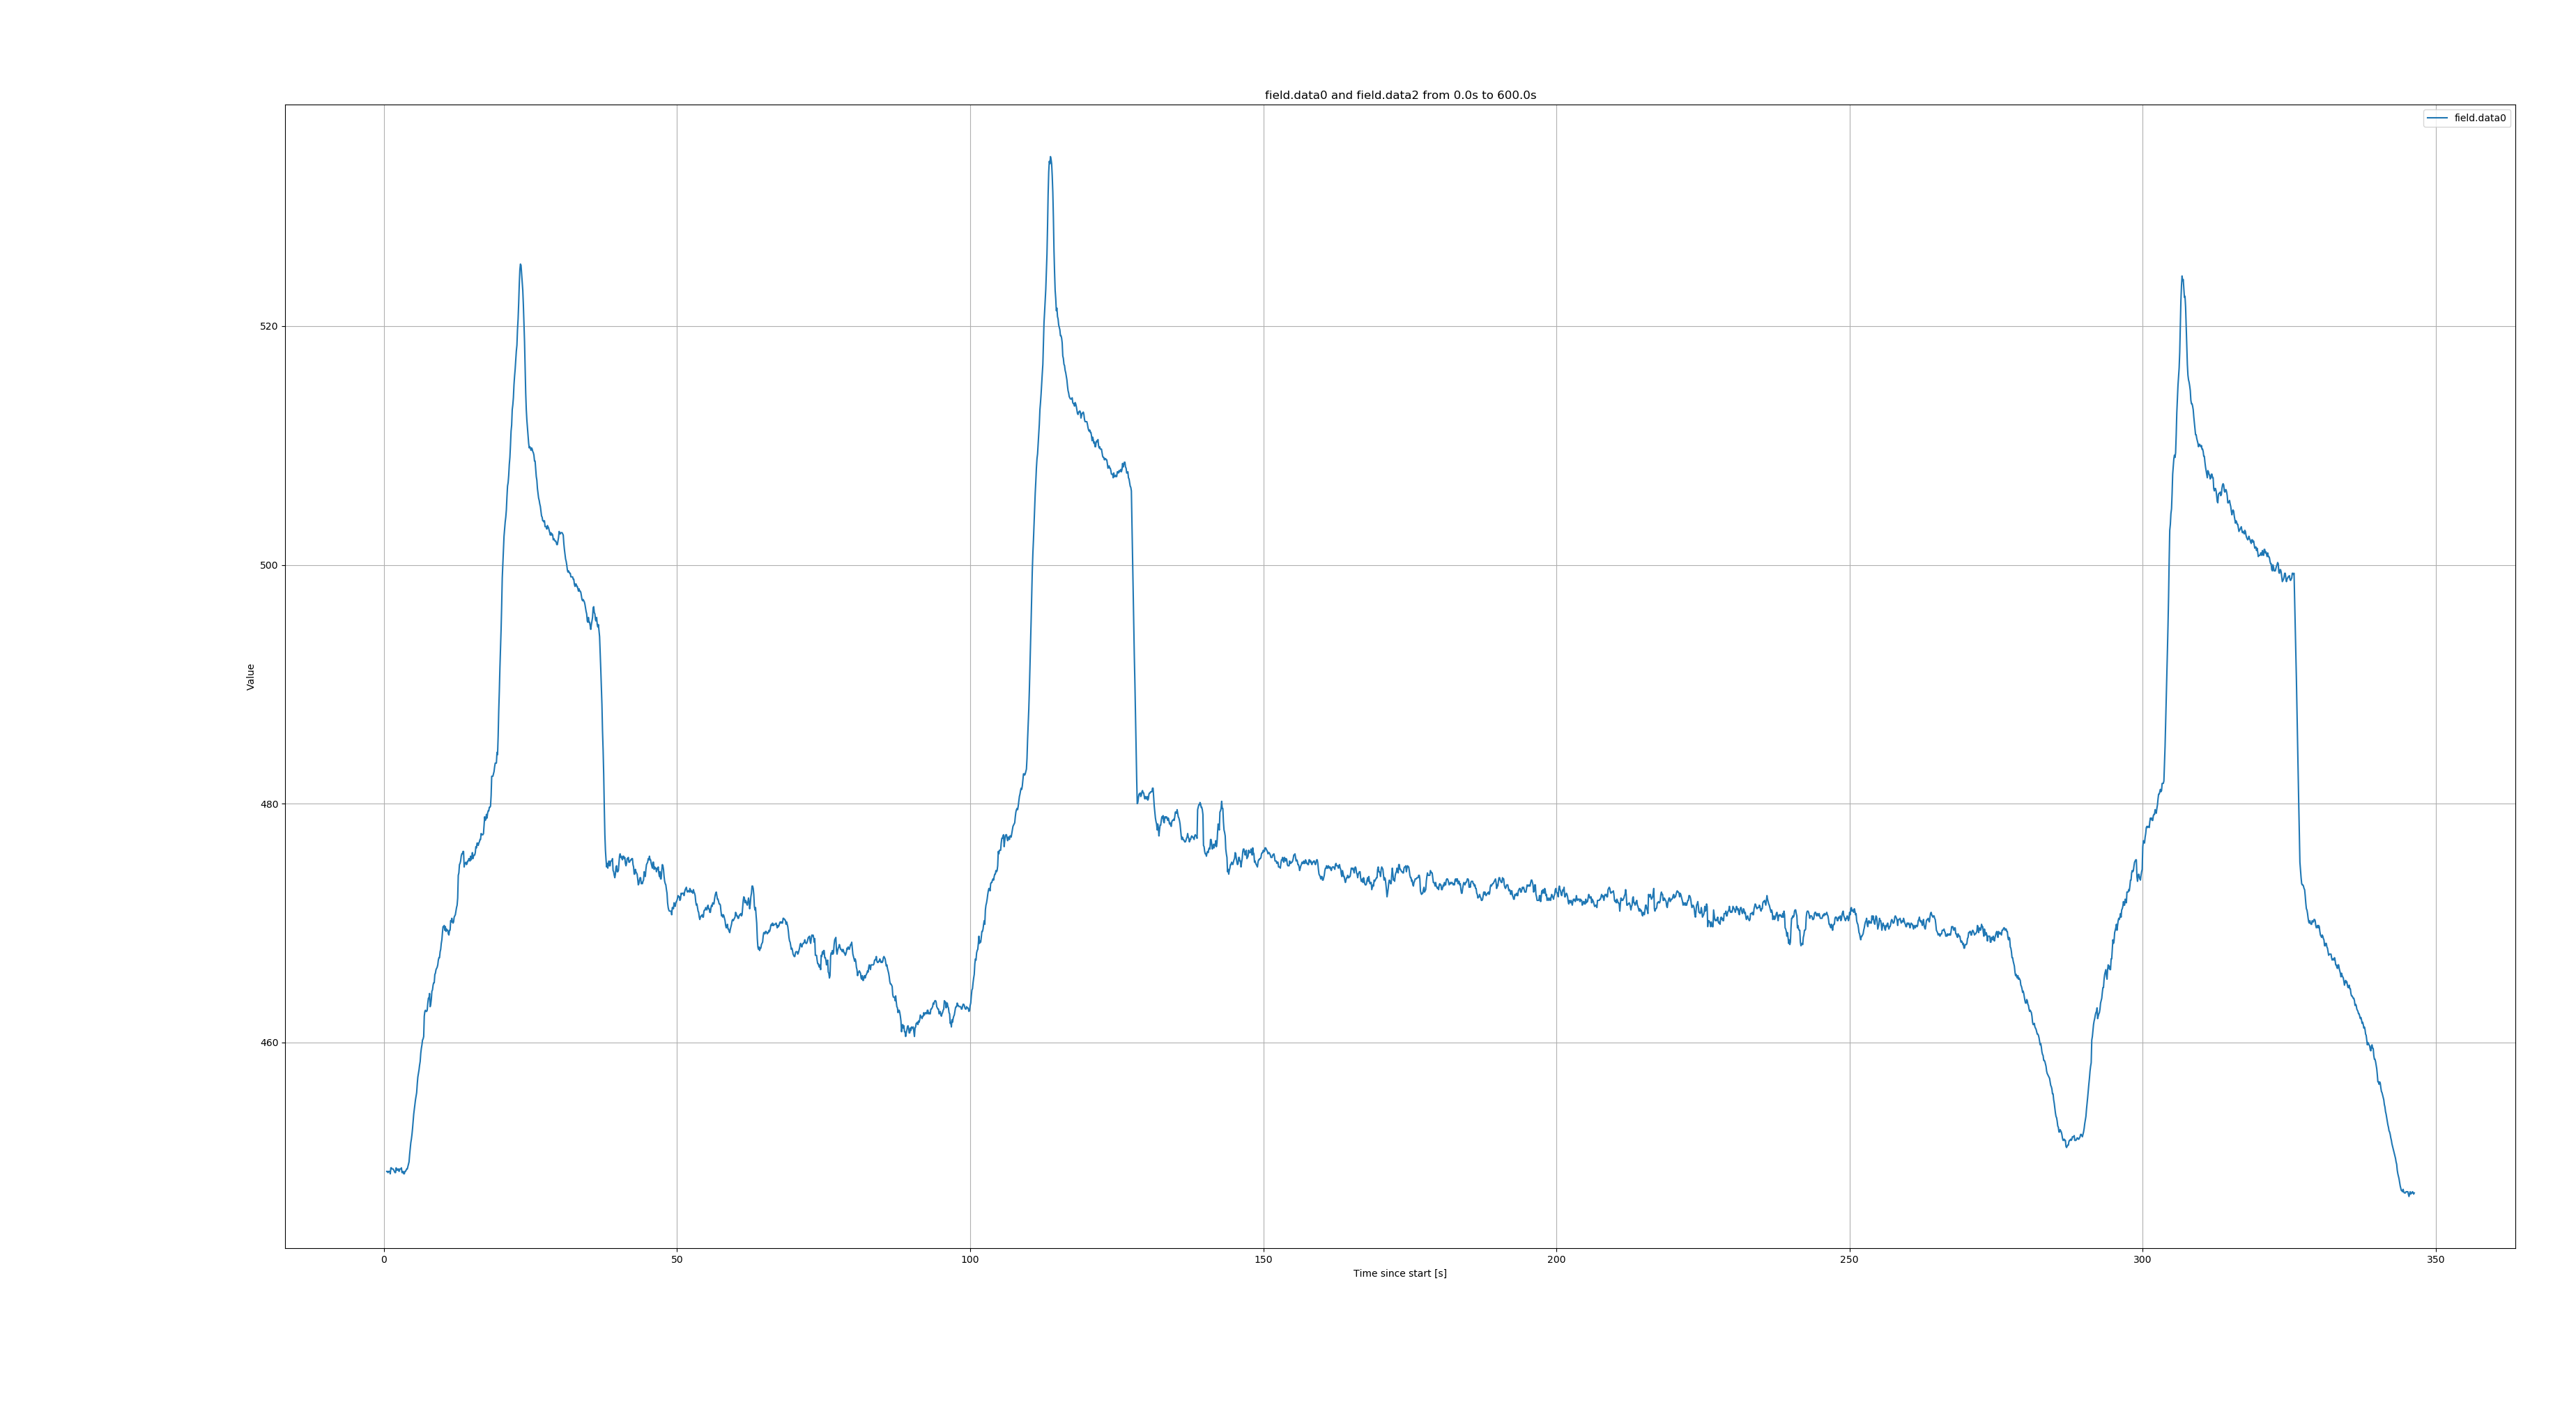 field.data0 and field.data2 from 0.0s to 600.0s
field.data0
520
500
480
460
Value
0 50 100 150 200 250 300 350
Time since start [s]